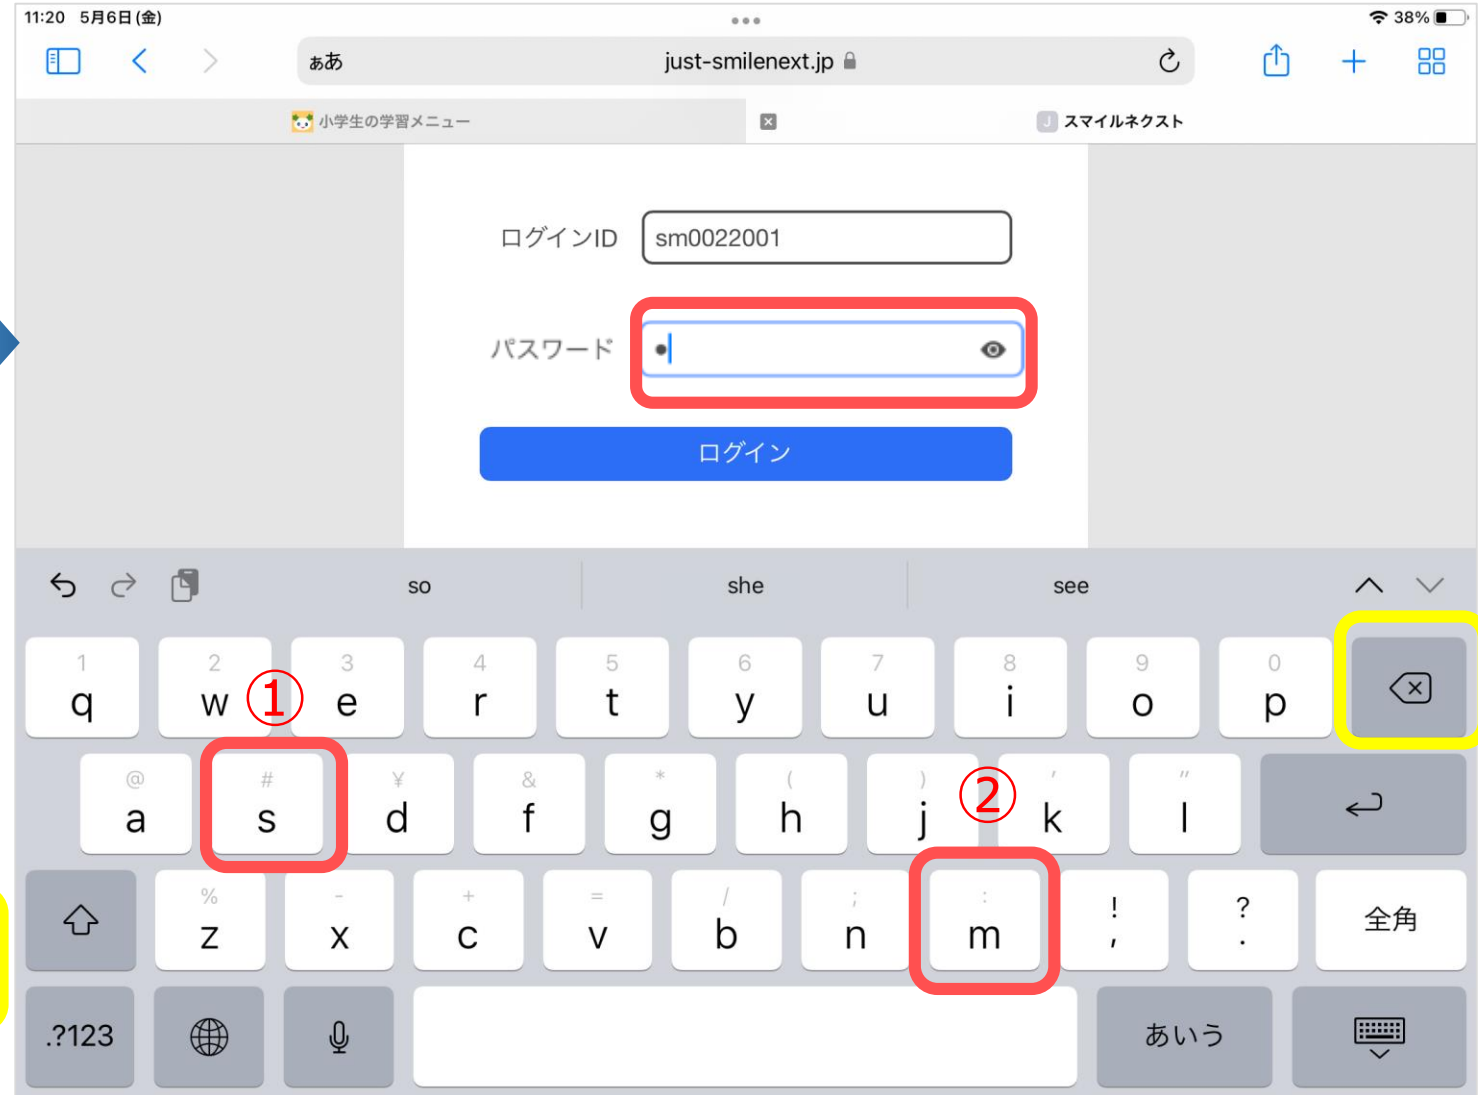 11:20 5月6日(金)
38%
ぁあ
just-smilenext.jp
小学生の学習メニュー
J スマイルネクスト
ログインID sm0022001
パスワード •
ログイン
so she see
1 2 3 4 5 6 7 8 9 0
q w e r t y u i o p
①
@ # ¥ & * ( ) ' "
a s d f g h j k l
②
% - + = / ; : ! ?
z x c v b n m , . 全角
.?123 あいう